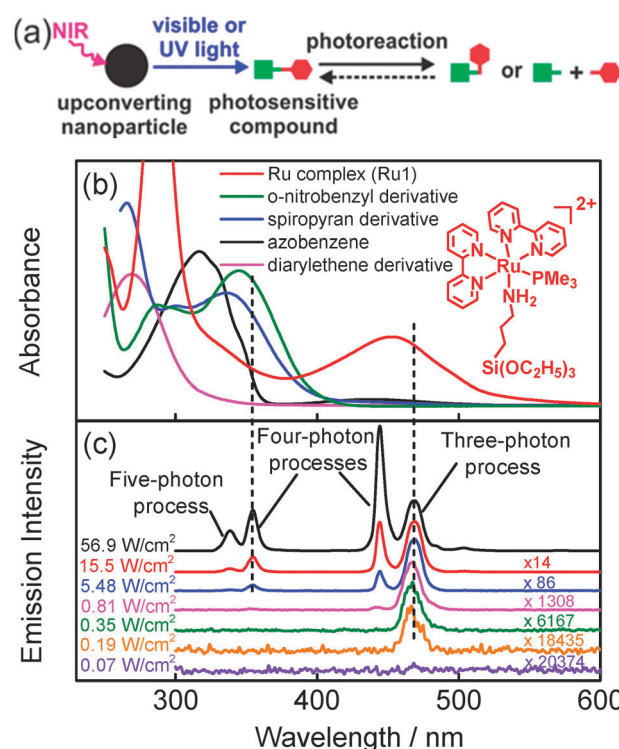 (a)
NIR
visible or
UV light
photoreaction
or
+
upconverting
nanoparticle
photosensitive
compound
(b)
Ru complex (Ru1)
o-nitrobenzyl derivative
spiropyran derivative
azobenzene
diarylethene derivative
2+
N
N
N
N
Ru
PMe3
NH2
Si(OC2H5)3
Absorbance
(c)
Five-photon
process
Four-photon
processes
Three-photon
process
56.9 W/cm2
15.5 W/cm2 x14
5.48 W/cm2 x 86
0.81 W/cm2 x 1308
0.35 W/cm2 x 6167
0.19 W/cm2 x 18435
0.07 W/cm2 x 20374
Emission Intensity
300 400 500 600
Wavelength / nm